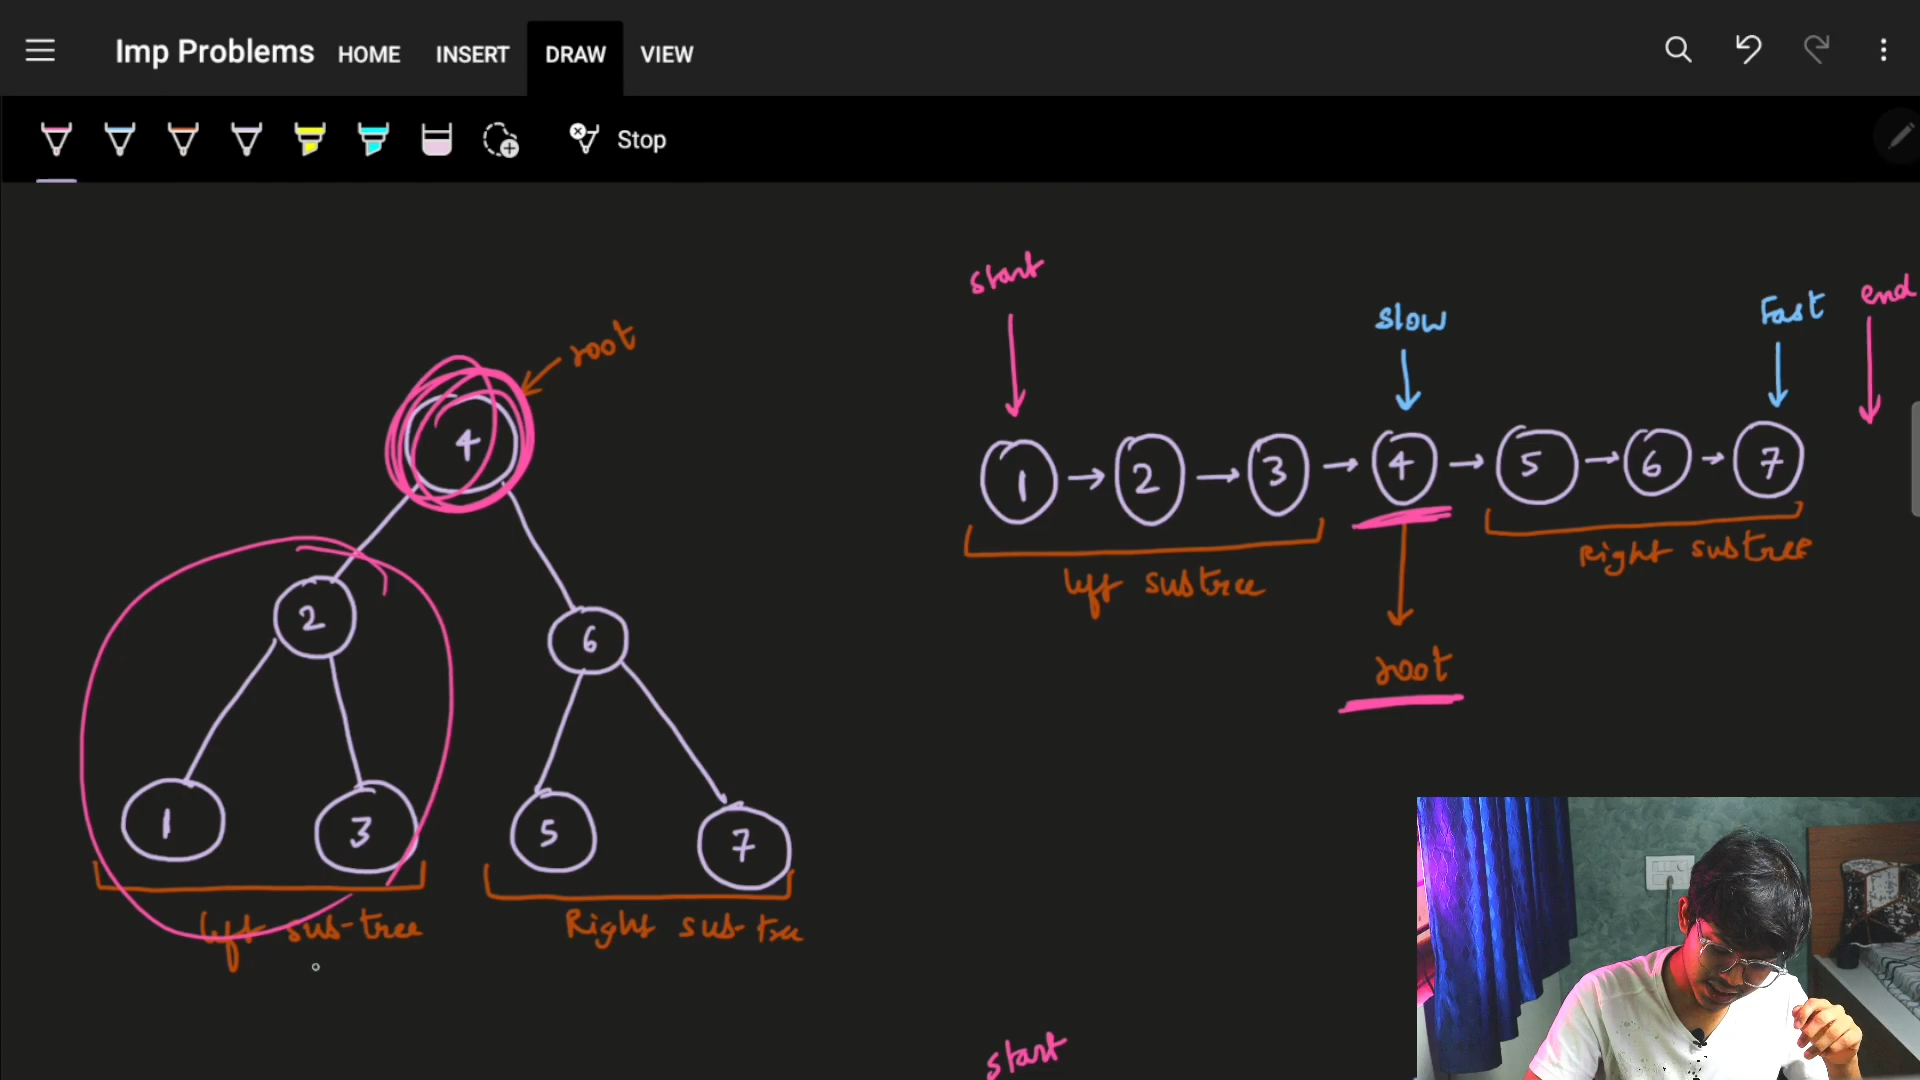 Imp Problems HOME INSERT DRAW VIEW
Stop
start
slow
Fast
end
root
4
1 → 2 → 3 → 4 → 5 → 6 → 7
left subtree
Right subtree
root
2
6
1
3
5
7
left sub-tree
Right sub-tree
start